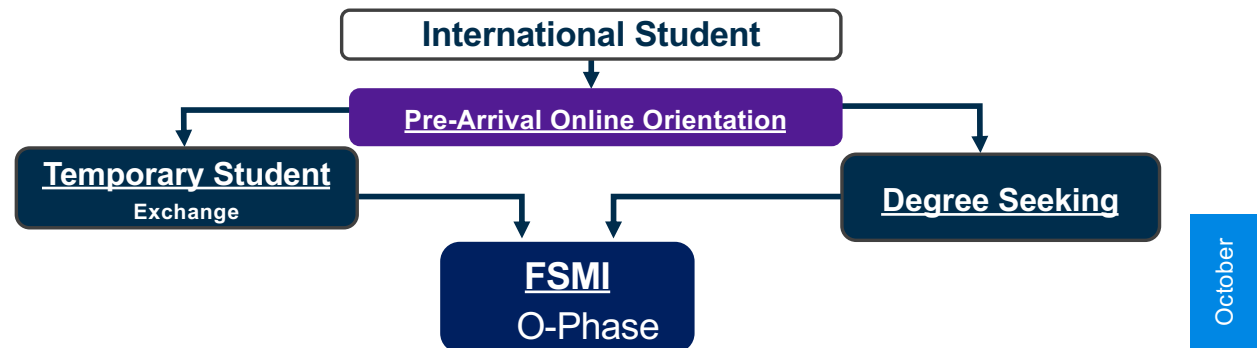 International Student
Pre-Arrival Online Orientation
Temporary Student
Exchange
Degree Seeking
FSMI
O-Phase
October